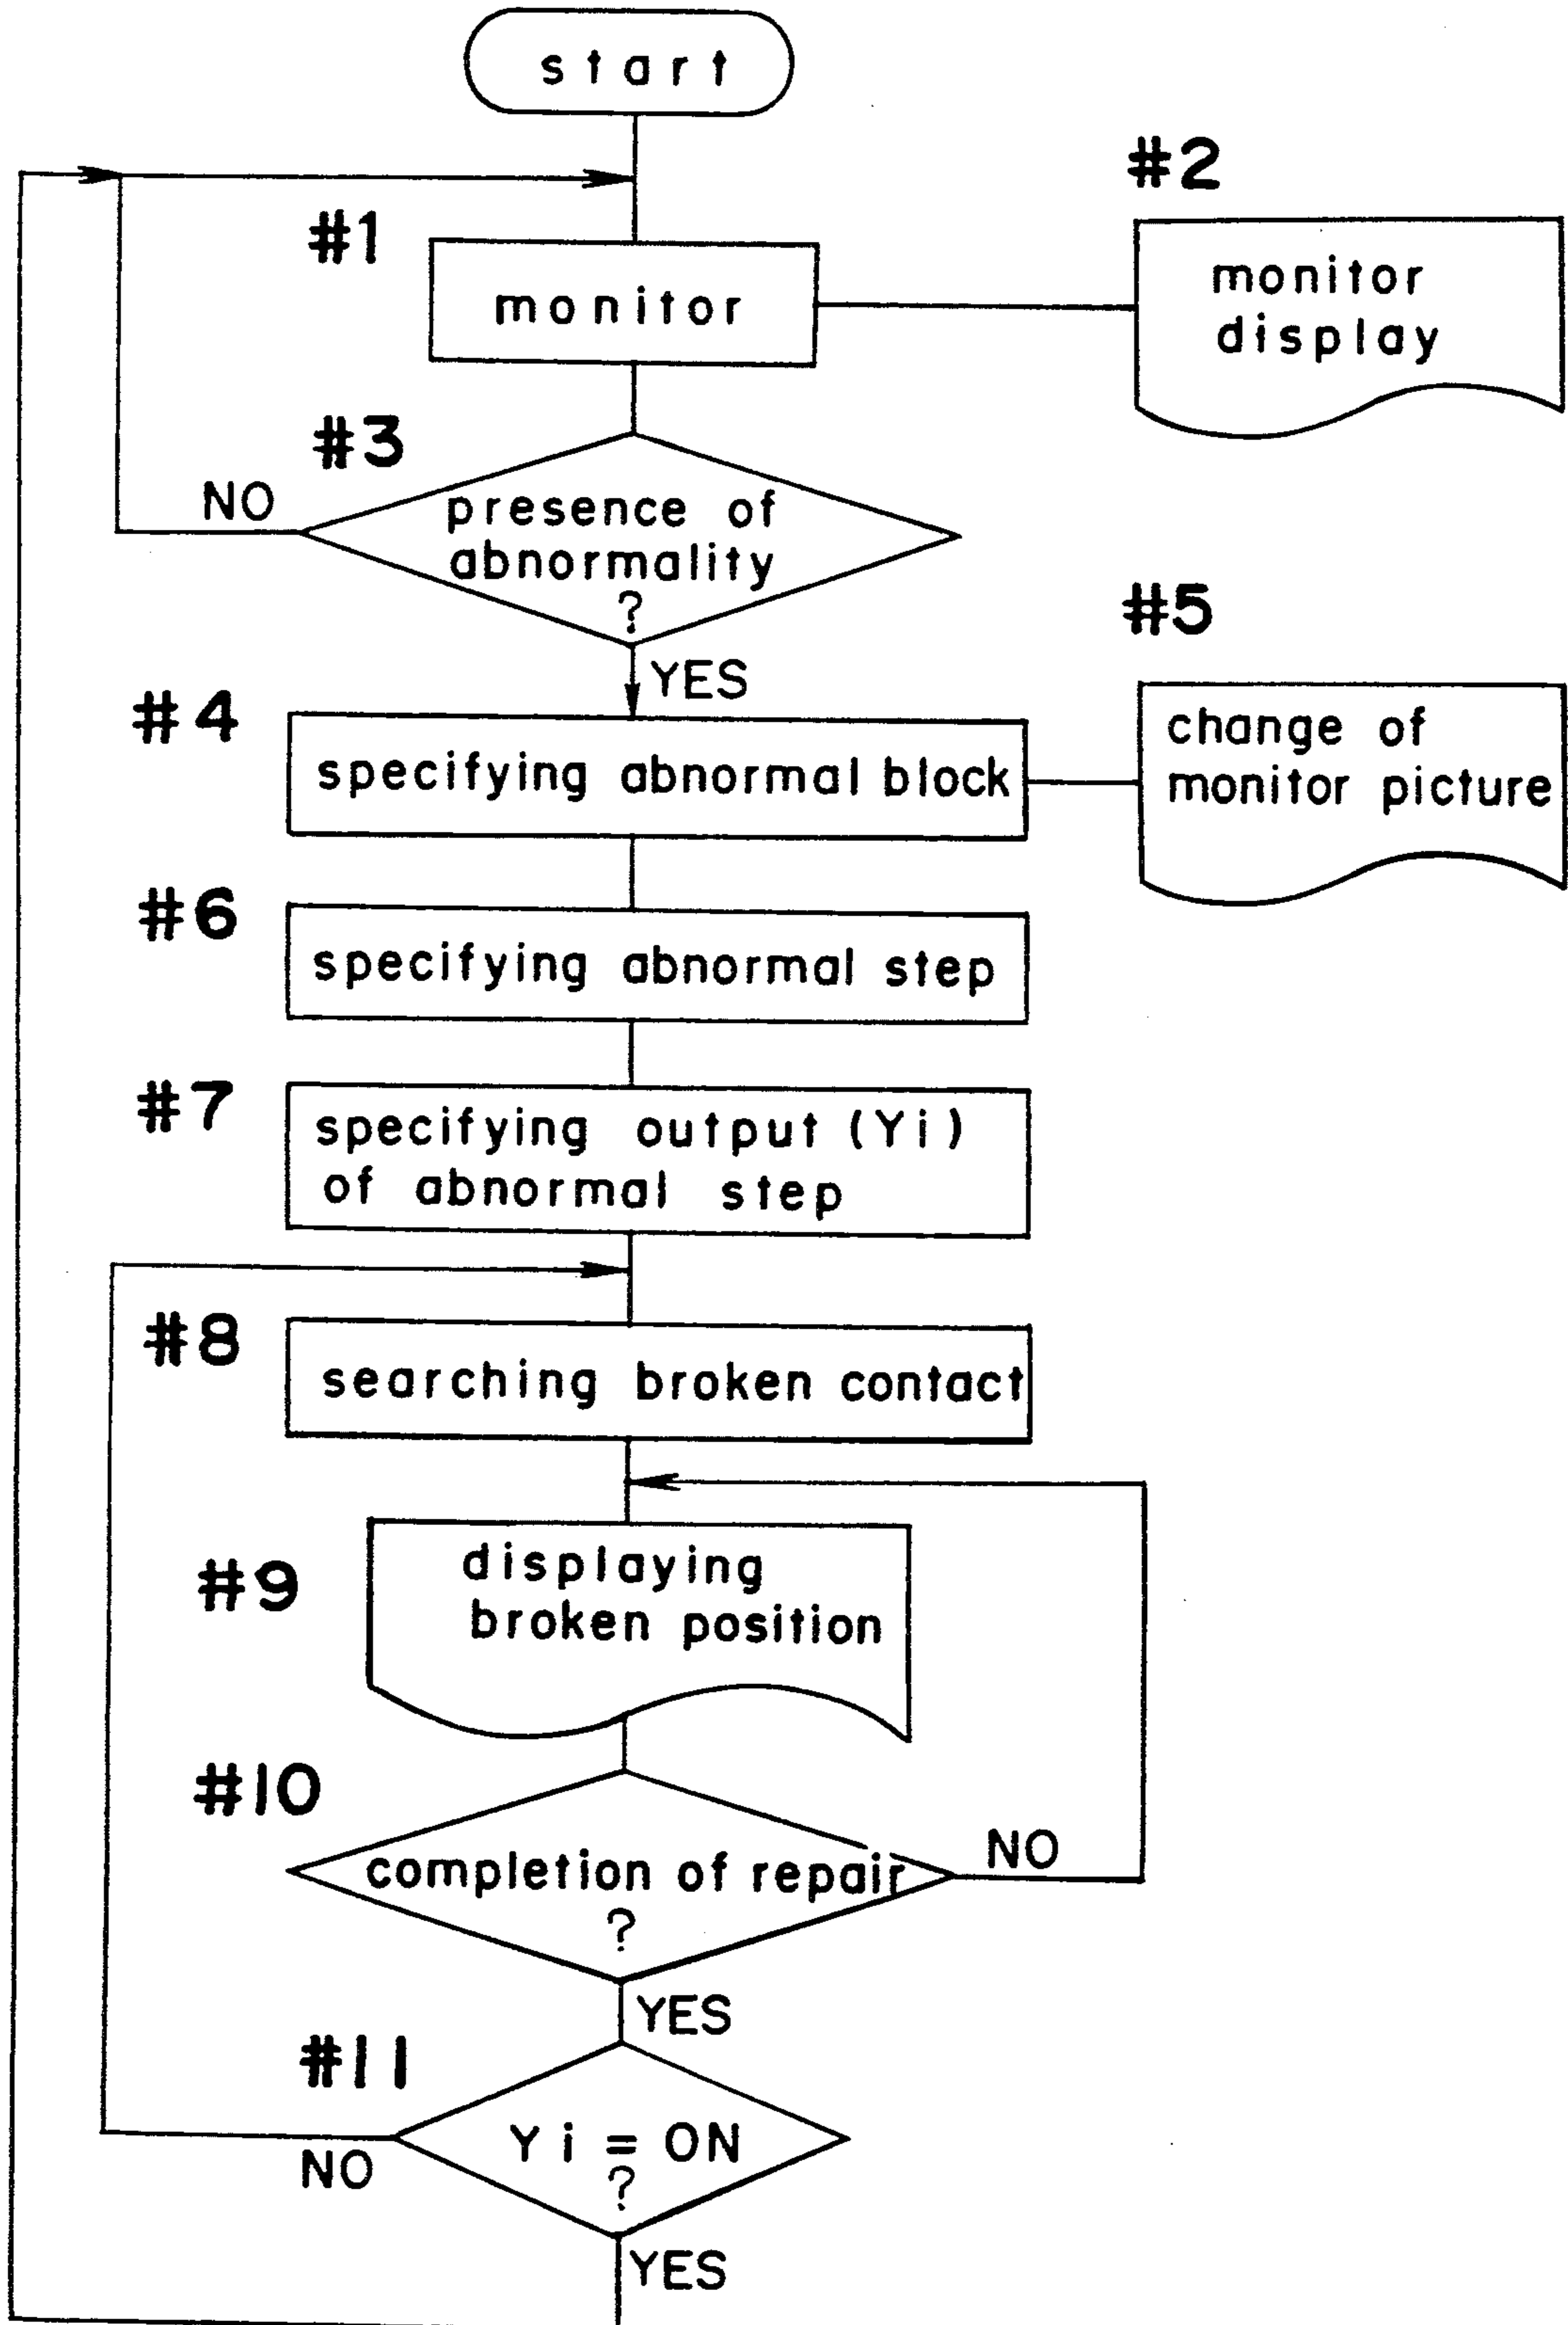 start
#1
monitor
#2
monitor
display
#3
presence of
abnormality
?
NO
YES
#4
specifying abnormal block
#5
change of
monitor picture
#6
specifying abnormal step
#7
specifying output (Yi)
of abnormal step
#8
searching broken contact
#9
displaying
broken position
#10
completion of repair
?
NO
YES
#11
Yi = ON
?
NO
YES